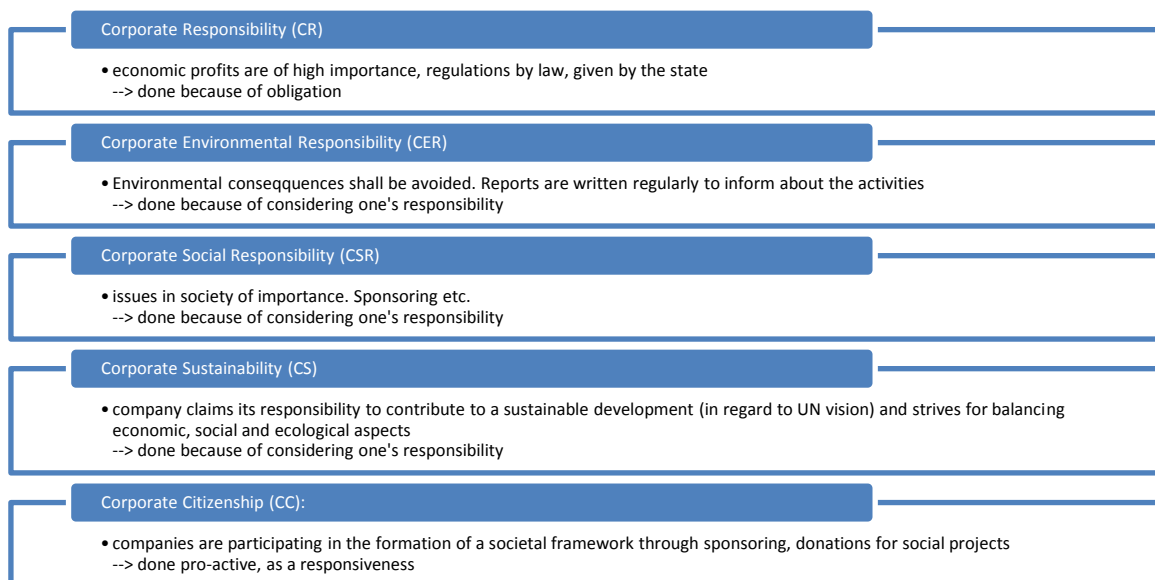 Corporate Responsibility (CR)
• economic profits are of high importance, regulations by law, given by the state
--> done because of obligation
Corporate Environmental Responsibility (CER)
• Environmental conseqquences shall be avoided. Reports are written regularly to inform about the activities
--> done because of considering one's responsibility
Corporate Social Responsibility (CSR)
• issues in society of importance. Sponsoring etc.
--> done because of considering one's responsibility
Corporate Sustainability (CS)
• company claims its responsibility to contribute to a sustainable development (in regard to UN vision) and strives for balancing
economic, social and ecological aspects
--> done because of considering one's responsibility
Corporate Citizenship (CC):
• companies are participating in the formation of a societal framework through sponsoring, donations for social projects
--> done pro-active, as a responsiveness